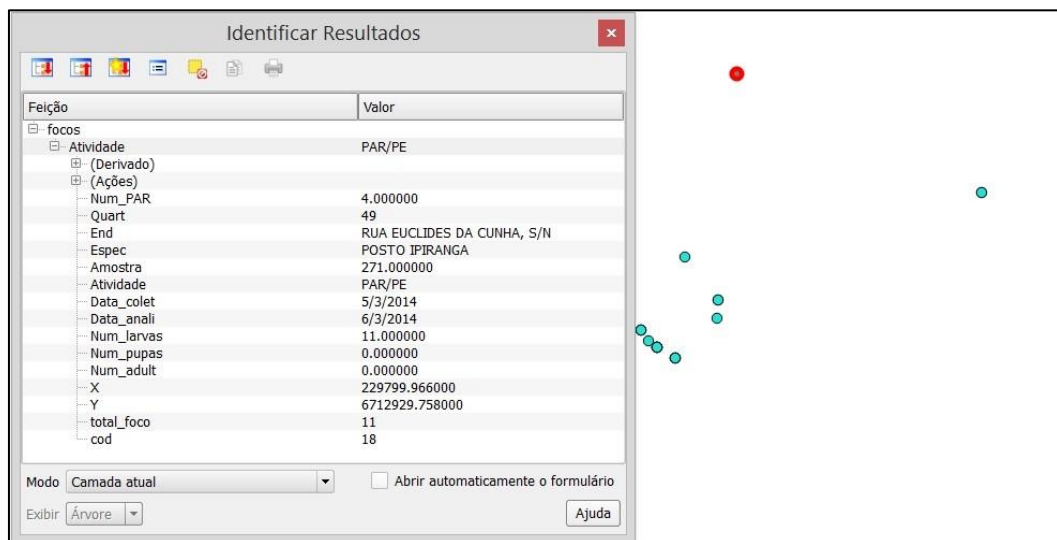 Identificar Resultados
Feição Valor
focos
Atividade PAR/PE
(Derivado)
(Ações)
Num_PAR 4.000000
Quart 49
End RUA EUCLIDES DA CUNHA, S/N
Espec POSTO IPIRANGA
Amostra 271.000000
Atividade PAR/PE
Data_colet 5/3/2014
Data_anali 6/3/2014
Num_larvas 11.000000
Num_pupas 0.000000
Num_adult 0.000000
X 229799.966000
Y 6712929.758000
total_foco 11
cod 18
Modo Camada atual Abrir automaticamente o formulário
Exibir Árvore Ajuda